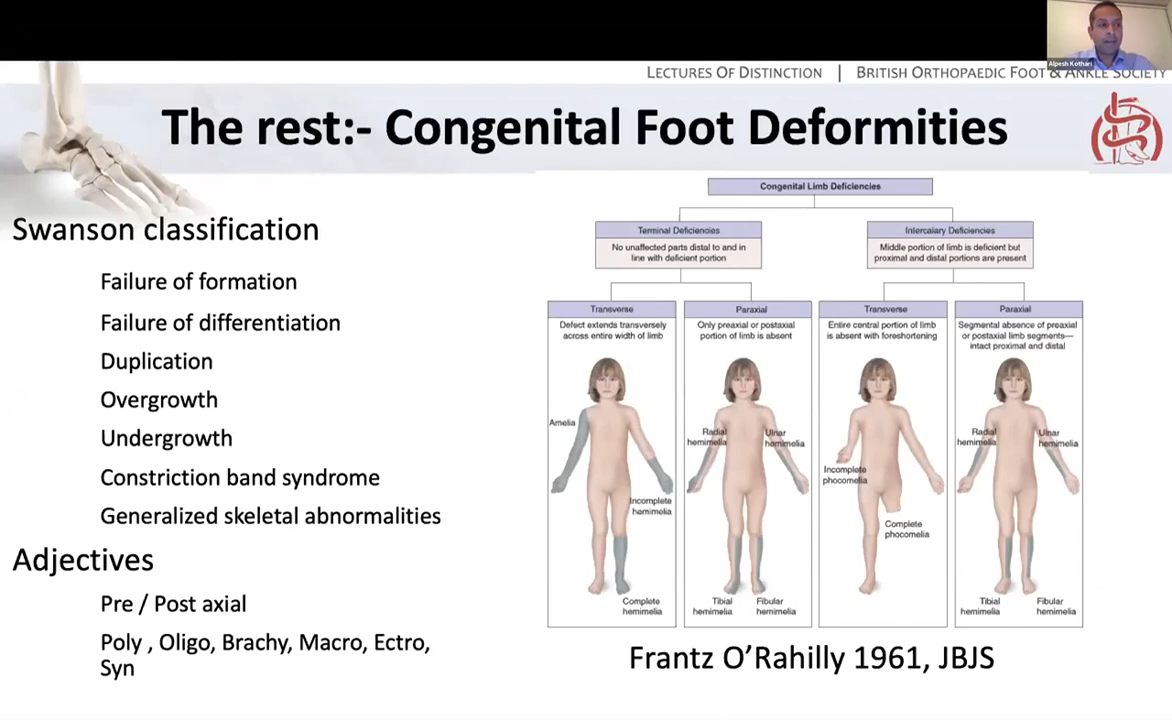 Alpesh Kothari
LECTURES OF DISTINCTION | BRITISH ORTHOPAEDIC FOOT & ANKLE SOCIETY
The rest:- Congenital Foot Deformities
Swanson classification
Failure of formation
Failure of differentiation
Duplication
Overgrowth
Undergrowth
Constriction band syndrome
Generalized skeletal abnormalities
Adjectives
Pre / Post axial
Poly , Oligo, Brachy, Macro, Ectro,
Syn
Congenital Limb Deficiencies
Terminal Deficiencies
No unaffected parts distal to and in
line with deficient portion
Intercalary Deficiencies
Middle portion of limb is deficient but
proximal and distal portions are present
Transverse
Defect extends transversely
across entire width of limb
Amelia
Incomplete
hemimelia
Complete
hemimelia
Paraxial
Only preaxial or postaxial
portion of limb is absent
Radial
hemimelia
Ulnar
hemimelia
Tibial
hemimelia
Fibular
hemimelia
Transverse
Entire central portion of limb
is absent with foreshortening
Incomplete
phocomelia
Complete
phocomelia
Paraxial
Segmental absence of preaxial
or postaxial limb segments—
intact proximal and distal
Radial
hemimelia
Ulnar
hemimelia
Tibial
hemimelia
Fibular
hemimelia
Frantz O’Rahilly 1961, JBJS